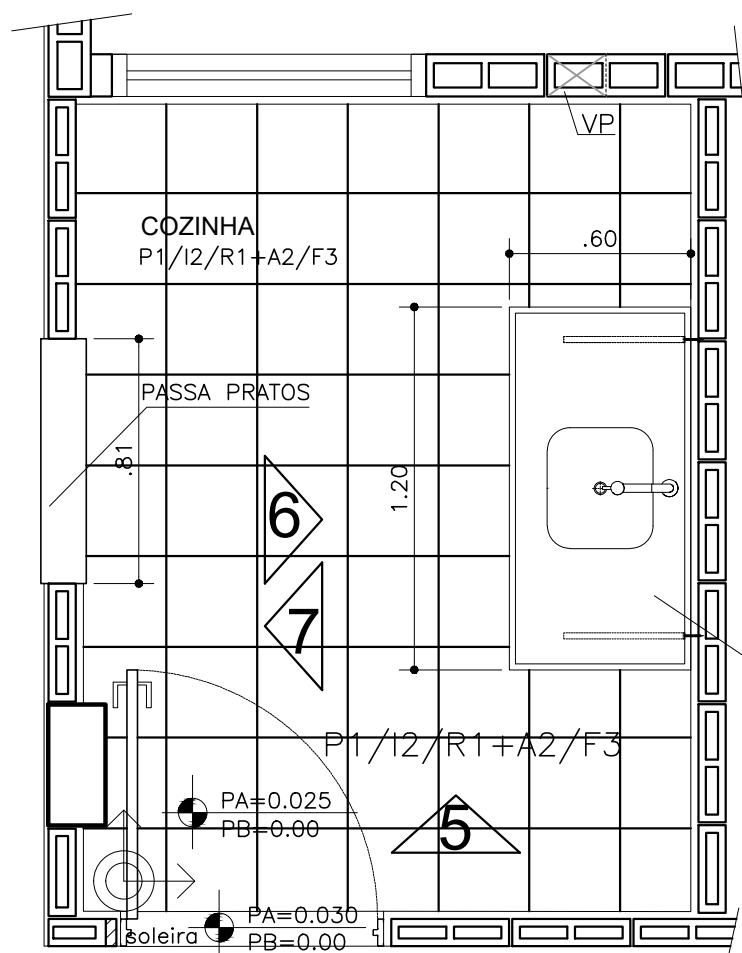 VP
COZINHA
.60
P1/I2/R1+A2/F3
PASSA PRATOS
.81
1.20
6
7
P1/I2/R1+A2/F3
PA=0.025
PB=0.00
5
PA=0.030
soleira
PB=0.00